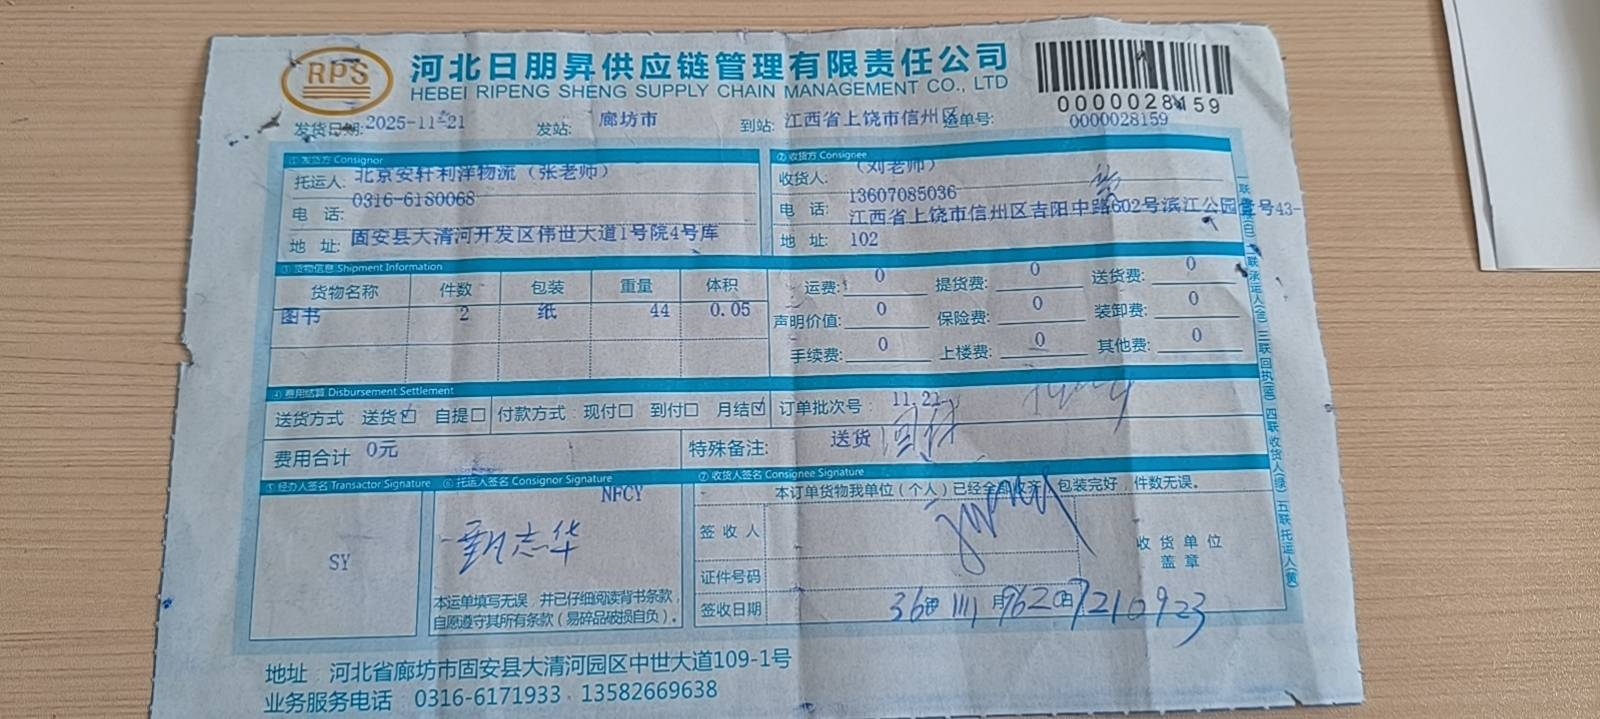 RPS
河北日朋昇供应链管理有限责任公司
HEBEI RIPENG SHENG SUPPLY CHAIN MANAGEMENT CO., LTD
0000028159
发货日期: 2025-11-21 发站: 廊坊市 到站: 江西省上饶市信州区 运单号: 0000028159
① 发货方 Consignor
托运人: 北京安轩利洋物流（张老师）
电 话: 0316-6180068
地 址: 固安县大清河开发区伟世大道1号院4号库
② 收货方 Consignee
收货人: （刘老师）
电 话: 13607085036
江西省上饶市信州区吉阳中路602号滨江公园壹号43-
地 址: 102
③ 货物信息 Shipment Information
货物名称 件数 包装 重量 体积
图书 2 纸 44 0.05
运费: 0 提货费: 0 送货费: 0
声明价值: 0 保险费: 0 装卸费: 0
手续费: 0 上楼费: 0 其他费: 0
④ 费用结算 Disbursement Settlement
送货方式 送货☑ 自提☐ 付款方式: 现付☐ 到付☐ 月结☑ 订单批次号: 11.21
费用合计 0元 特殊备注: 送货
⑤ 经办人签名 Transactor Signature
SY
⑥ 托运人签名 Consignor Signature
NFCY
甄志华
本运单填写无误，并已仔细阅读背书条款，
自愿遵守其所有条款（易碎品破损自负）。
⑦ 收货人签名 Consignee Signature
本订单货物我单位（个人）已经全部收齐，包装完好，件数无误。
签 收 人
证件号码
签收日期
收 货 单 位
盖 章
三联回执(蓝) 四联收货人(绿) 五联托运人(黄)
地址：河北省廊坊市固安县大清河园区中世大道109-1号
业务服务电话：0316-6171933 13582669638